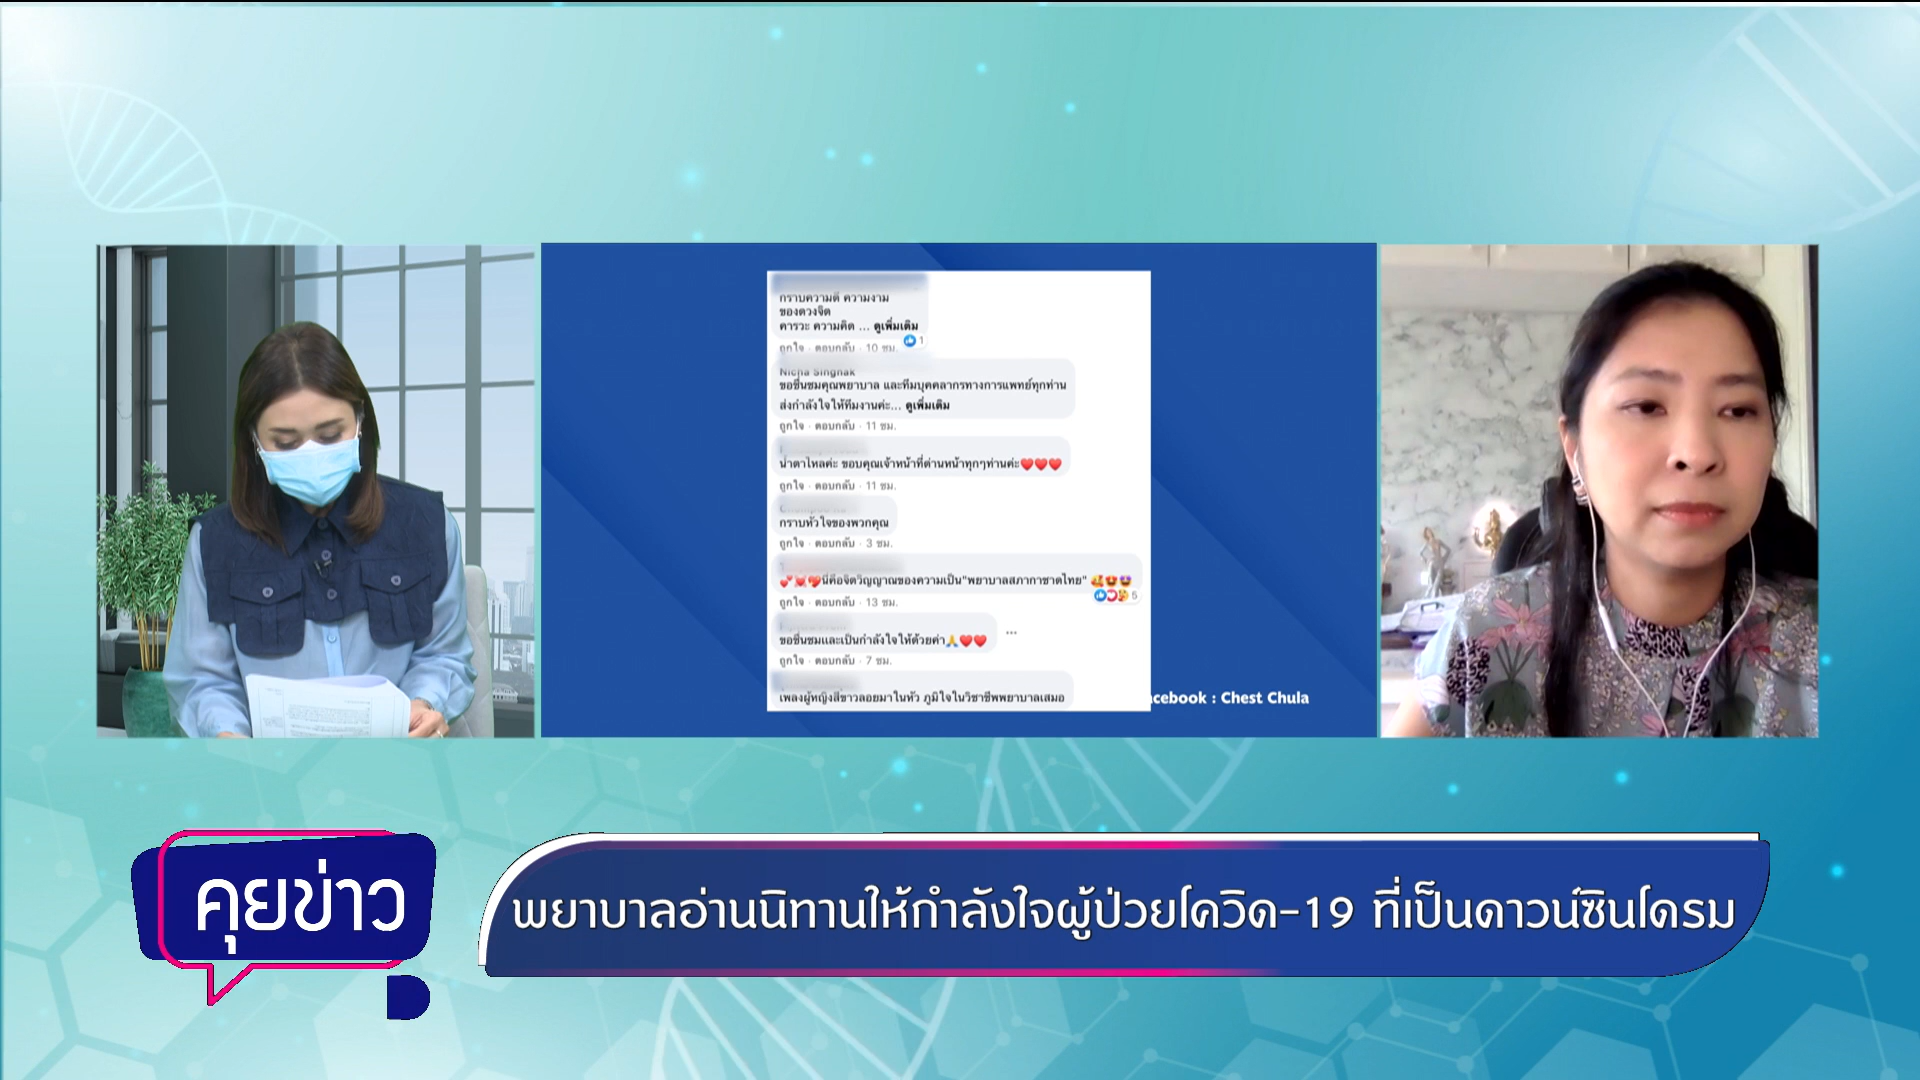 กราบความดี ความงาม
ของดวงจิต
คารวะ ความคิด ... ดูเพิ่มเติม
ถูกใจ · ตอบกลับ · 10 ชม.
1
Nicha Singhak
ขอชื่นชมคุณพยาบาล และทีมบุคคลากรทางการแพทย์ทุกท่าน
ส่งกำลังใจให้ทีมงานค่ะ... ดูเพิ่มเติม
ถูกใจ · ตอบกลับ · 11 ชม.
น้ำตาไหลค่ะ ขอบคุณเจ้าหน้าที่ด่านหน้าทุกๆท่านค่ะ❤️❤️❤️
ถูกใจ · ตอบกลับ · 11 ชม.
กราบหัวใจของพวกคุณ
ถูกใจ · ตอบกลับ · 3 ชม.
นี่คือจิตวิญญาณของความเป็น"พยาบาลสภากาชาดไทย"
6
ถูกใจ · ตอบกลับ · 13 ชม.
ขอชื่นชมและเป็นกำลังใจให้ด้วยค่า🙏❤️❤️
ถูกใจ · ตอบกลับ · 7 ชม.
เพลงผู้หญิงสีขาวลอยมาในหัว ภูมิใจในวิชาชีพพยาบาลเสมอ
cebook : Chest Chula
คุยข่าว
พยาบาลอ่านนิทานให้กำลังใจผู้ป่วยโควิด-19 ที่เป็นดาวน์ซินโดรม